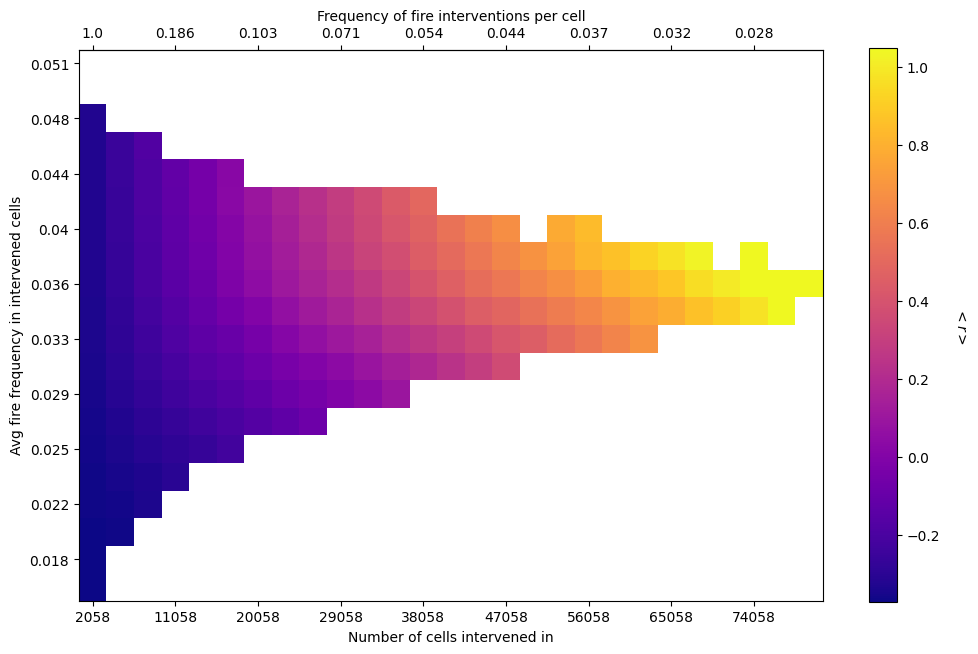 Frequency of fire interventions per cell
1.0 0.186 0.103 0.071 0.054 0.044 0.037 0.032 0.028
Avg fire frequency in intervened cells
0.051
0.048
0.044
0.04
0.036
0.033
0.029
0.025
0.022
0.018
2058 11058 20058 29058 38058 47058 56058 65058 74058
Number of cells intervened in
1.0
0.8
0.6
0.4
0.2
0.0
−0.2
< r >